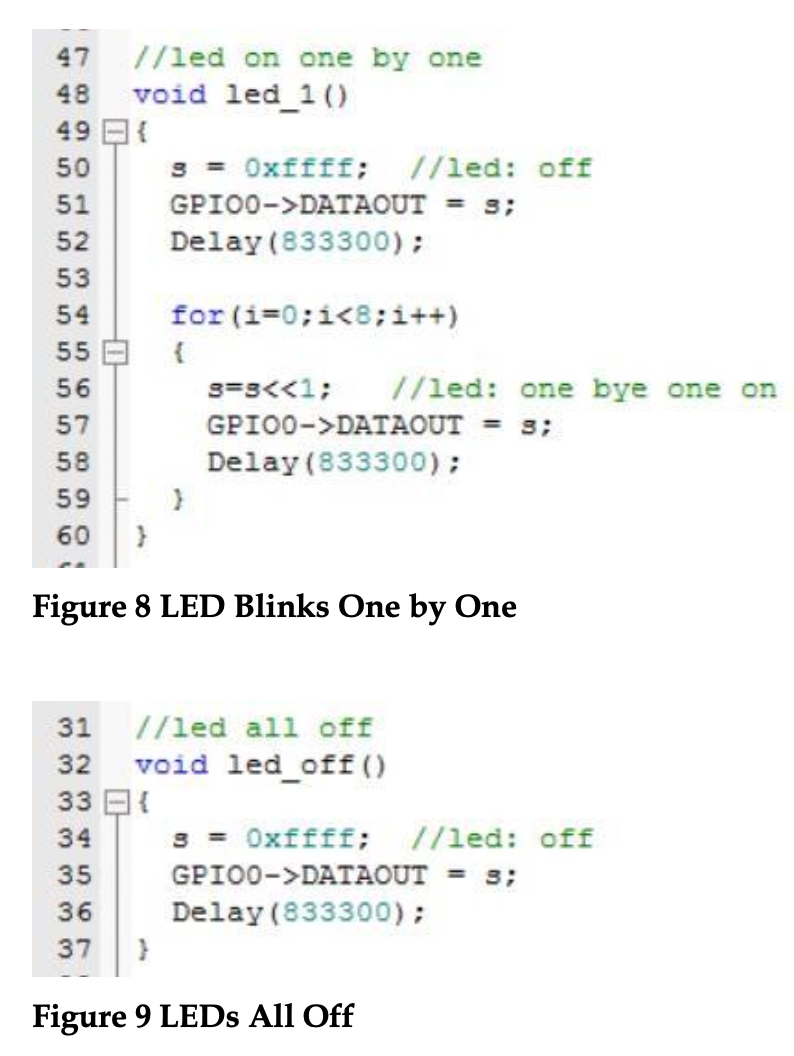 47 //led on one by one
48 void led_1()
49 {
50 s = 0xffff; //led: off
51 GPIO0->DATAOUT = s;
52 Delay(833300);
53
54 for(i=0;i<8;i++)
55 {
56 s=s<<1; //led: one bye one on
57 GPIO0->DATAOUT = s;
58 Delay(833300);
59 }
60 }
Figure 8 LED Blinks One by One
31 //led all off
32 void led_off()
33 {
34 s = 0xffff; //led: off
35 GPIO0->DATAOUT = s;
36 Delay(833300);
37 }
Figure 9 LEDs All Off